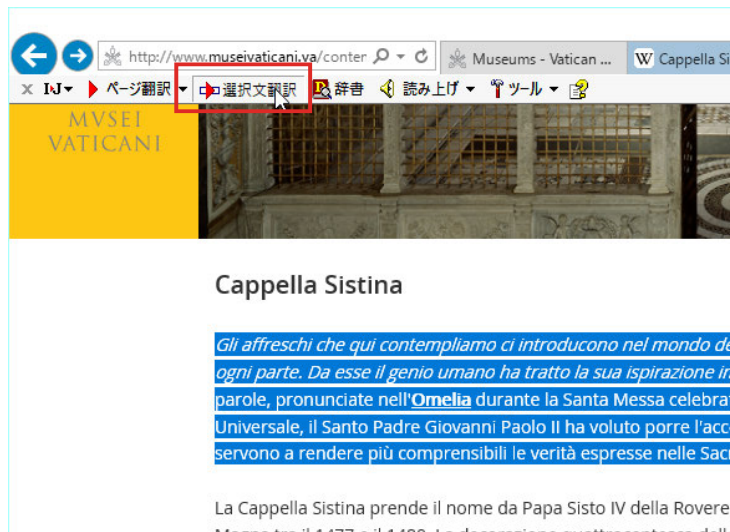 http://www.museivaticani.va/conter
Museums - Vatican ...
W Cappella Si
x I↓J ページ翻訳 選択文翻訳 辞書 読み上げ ツール
MVSEI
VATICANI
Cappella Sistina
Gli affreschi che qui contempliamo ci introducono nel mondo de
ogni parte. Da esse il genio umano ha tratto la sua ispirazione in
parole, pronunciate nell'Omelia durante la Santa Messa celebrat
Universale, il Santo Padre Giovanni Paolo II ha voluto porre l'acc
servono a rendere più comprensibili le verità espresse nelle Sac
La Cappella Sistina prende il nome da Papa Sisto IV della Rovere